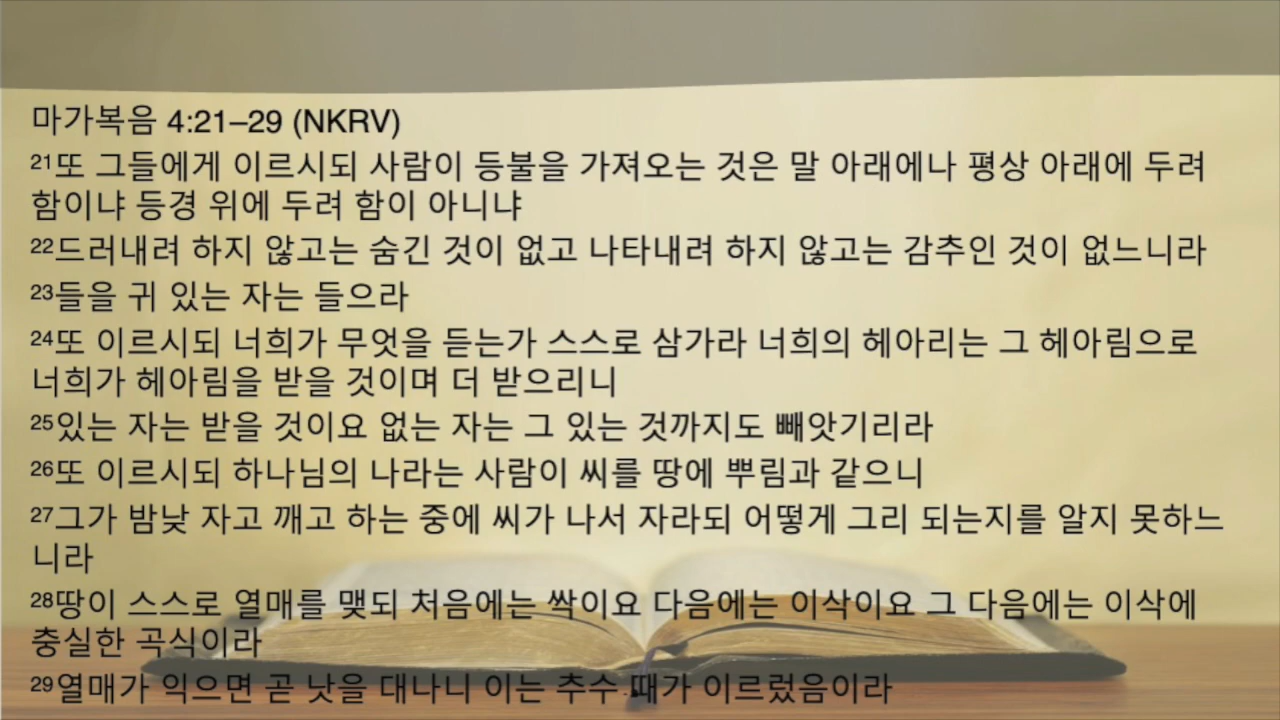 마가복음 4:21–29 (NKRV)
21또 그들에게 이르시되 사람이 등불을 가져오는 것은 말 아래에나 평상 아래에 두려
함이냐 등경 위에 두려 함이 아니냐
22드러내려 하지 않고는 숨긴 것이 없고 나타내려 하지 않고는 감추인 것이 없느니라
23들을 귀 있는 자는 들으라
24또 이르시되 너희가 무엇을 듣는가 스스로 삼가라 너희의 헤아리는 그 헤아림으로
너희가 헤아림을 받을 것이며 더 받으리니
25있는 자는 받을 것이요 없는 자는 그 있는 것까지도 빼앗기리라
26또 이르시되 하나님의 나라는 사람이 씨를 땅에 뿌림과 같으니
27그가 밤낮 자고 깨고 하는 중에 씨가 나서 자라되 어떻게 그리 되는지를 알지 못하느
니라
28땅이 스스로 열매를 맺되 처음에는 싹이요 다음에는 이삭이요 그 다음에는 이삭에
충실한 곡식이라
29열매가 익으면 곧 낫을 대나니 이는 추수 때가 이르렀음이라